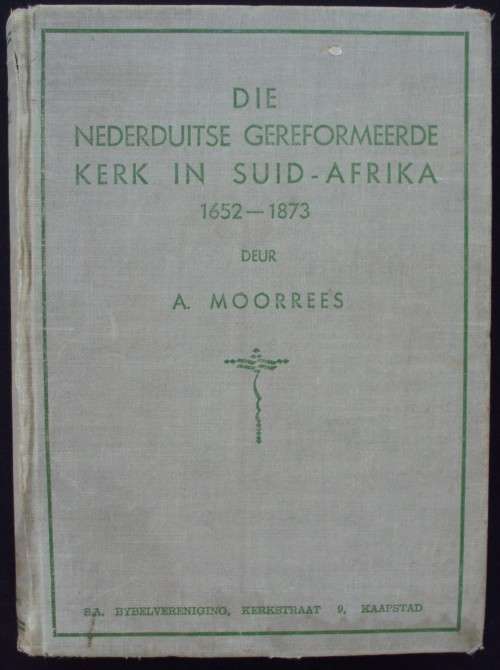 DIE
NEDERDUITSE GEREFORMEERDE
KERK IN SUID-AFRIKA
1652—1873
DEUR
A. MOORREES
S.A. BYBELVERENIGING, KERKSTRAAT 9, KAAPSTAD